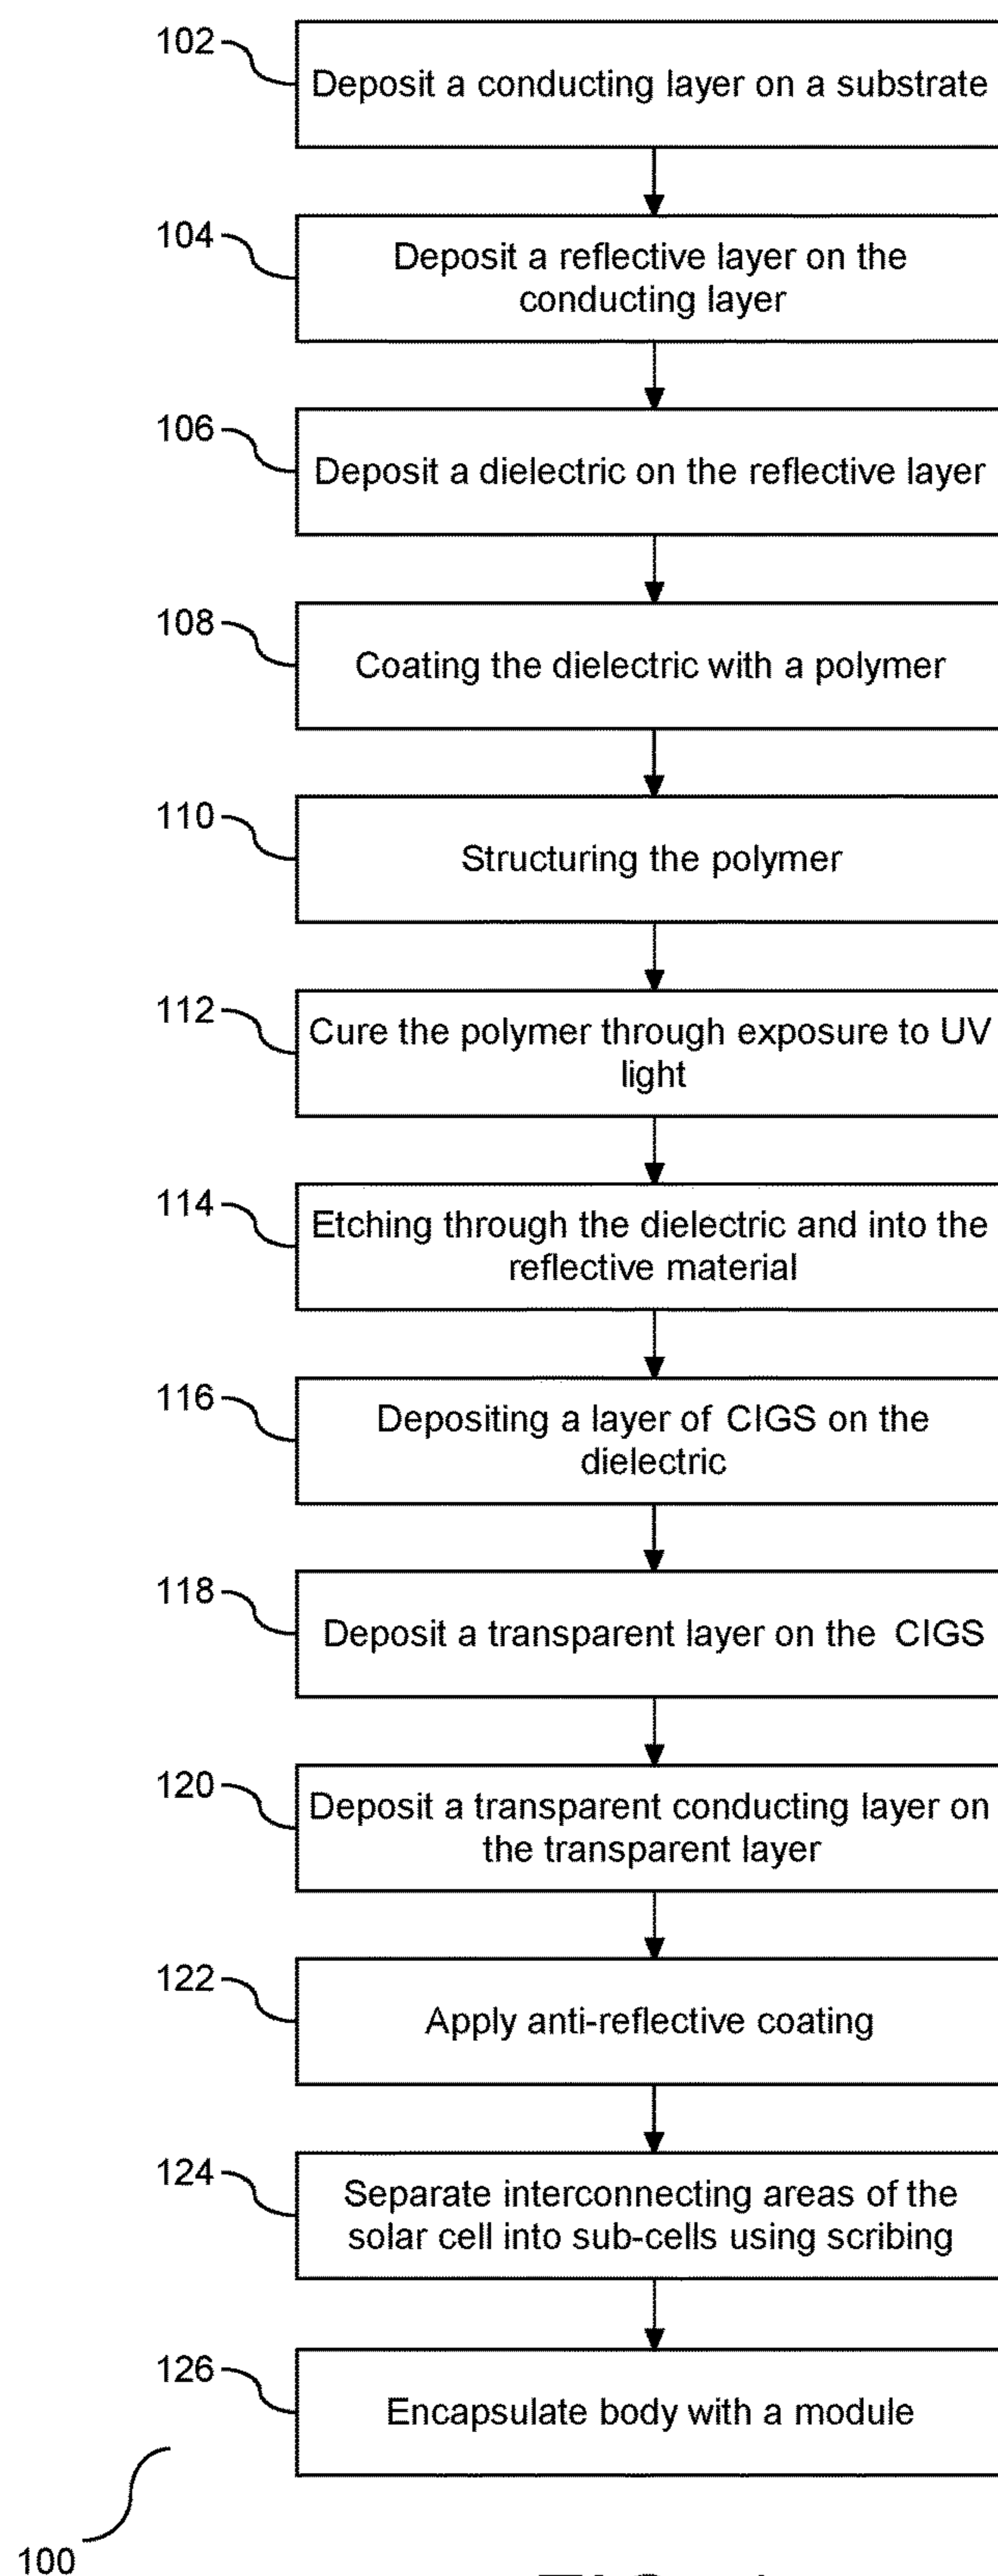 102
Deposit a conducting layer on a substrate
104
Deposit a reflective layer on the
conducting layer
106
Deposit a dielectric on the reflective layer
108
Coating the dielectric with a polymer
110
Structuring the polymer
112
Cure the polymer through exposure to UV
light
114
Etching through the dielectric and into the
reflective material
116
Depositing a layer of CIGS on the
dielectric
118
Deposit a transparent layer on the CIGS
120
Deposit a transparent conducting layer on
the transparent layer
122
Apply anti-reflective coating
124
Separate interconnecting areas of the
solar cell into sub-cells using scribing
126
Encapsulate body with a module
100